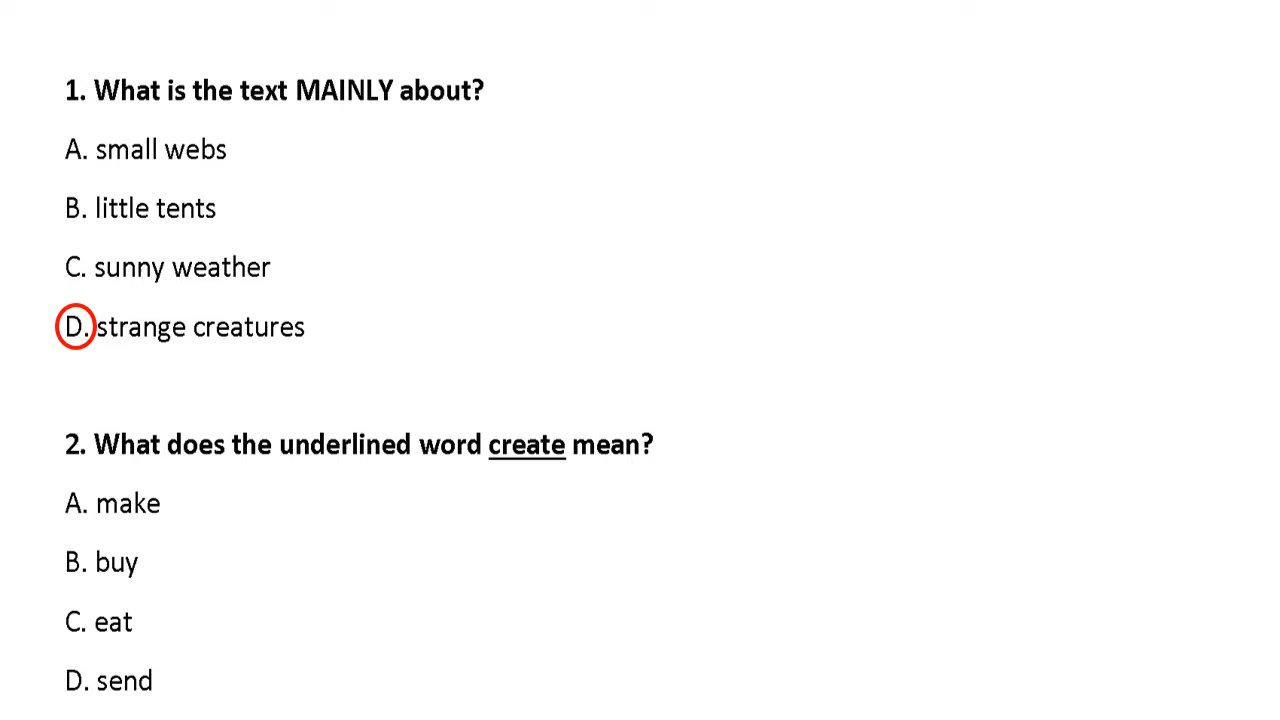 1. What is the text MAINLY about?
A. small webs
B. little tents
C. sunny weather
D. strange creatures
2. What does the underlined word create mean?
A. make
B. buy
C. eat
D. send